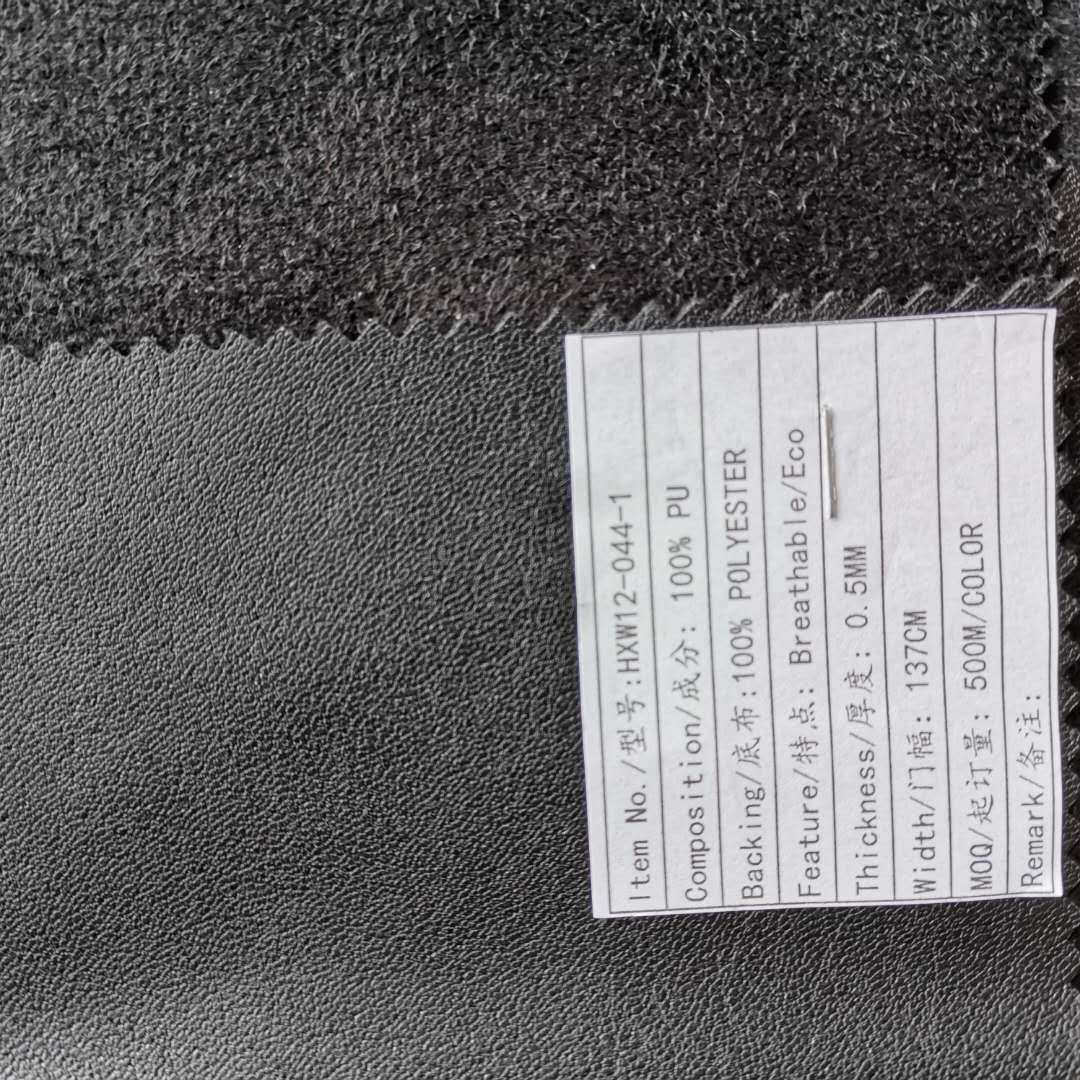 Item No./型号:HXW12-044-1
Composition/成分: 100% PU
Backing/底布:100% POLYESTER
Feature/特点: Breathable/Eco
Thickness/厚度: 0.5MM
Width/门幅: 137CM
MOQ/起订量: 500M/COLOR
Remark/备注: